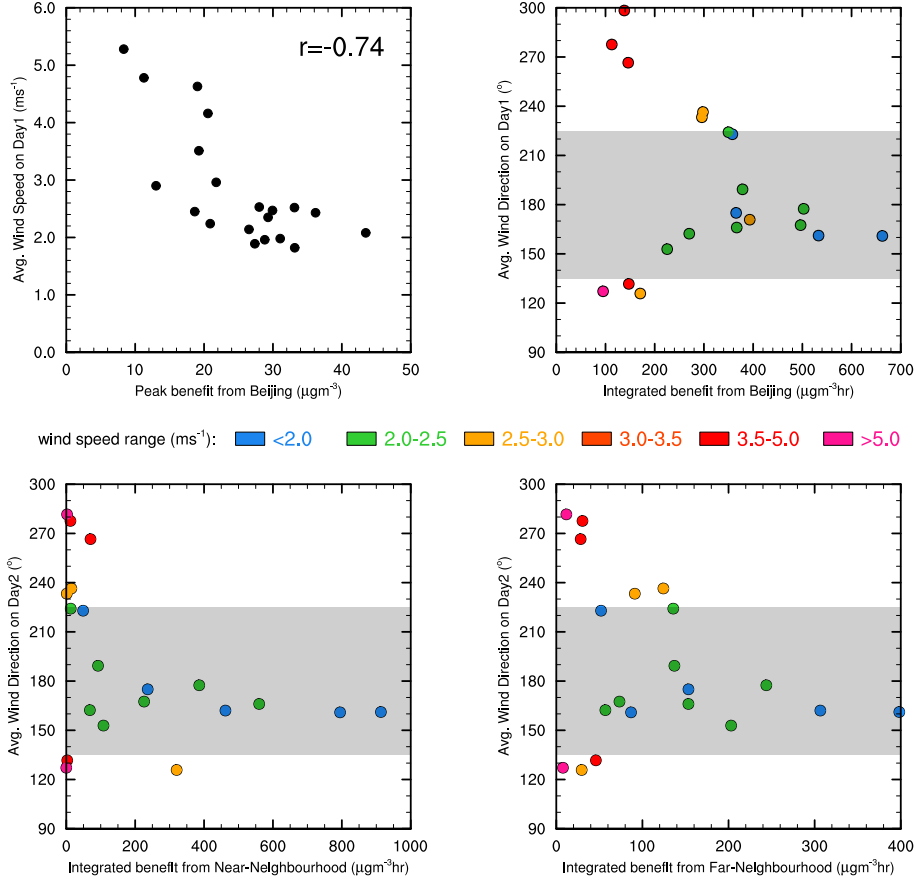 6.0
5.0
4.0
3.0
2.0
1.0
0.0
Avg. Wind Speed on Day1 (ms⁻¹)
r=-0.74
0 10 20 30 40 50
Peak benefit from Beijing (µgm⁻³)
300
270
240
210
180
150
120
90
Avg. Wind Direction on Day1 (°)
0 100 200 300 400 500 600 700
Integrated benefit from Beijing (µgm⁻³hr)
wind speed range (ms⁻¹): <2.0 2.0-2.5 2.5-3.0 3.0-3.5 3.5-5.0 >5.0
300
270
240
210
180
150
120
90
Avg. Wind Direction on Day2 (°)
0 200 400 600 800 1000
Integrated benefit from Near-Neighbourhood (µgm⁻³hr)
300
270
240
210
180
150
120
90
Avg. Wind Direction on Day2 (°)
0 100 200 300 400
Integrated benefit from Far-Neighbourhood (µgm⁻³hr)